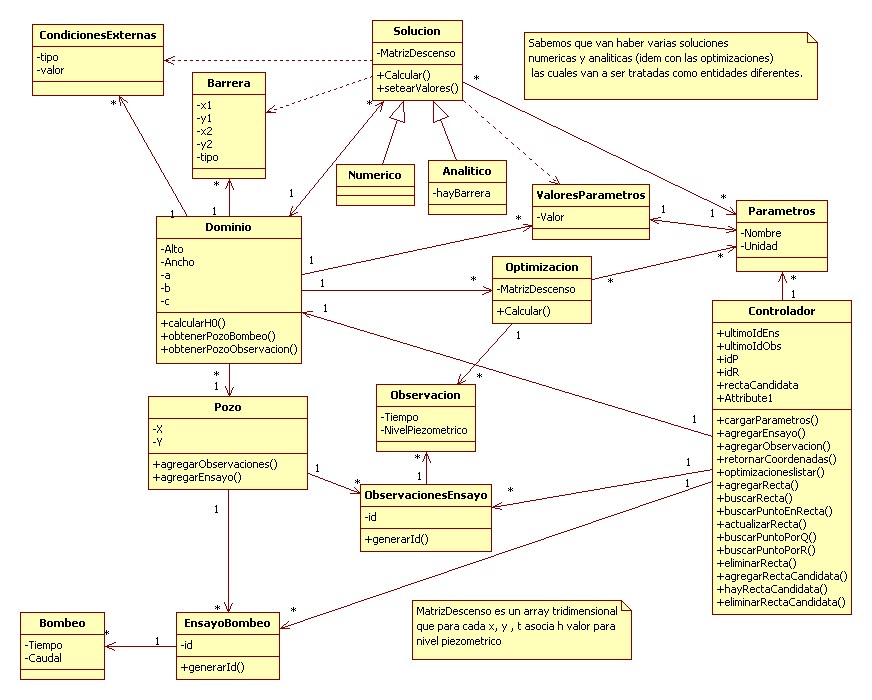 CondicionesExternas
-tipo
-valor
Barrera
-x1
-y1
-x2
-y2
-tipo
Solucion
-MatrizDescenso
+Calcular()
+setearValores()
Sabemos que van haber varias soluciones
numericas y analiticas (idem con las optimizaciones)
las cuales van a ser tratadas como entidades diferentes.
Numerico
Analitico
-hayBarrera
ValoresParametros
-Valor
Parametros
-Nombre
-Unidad
Dominio
-Alto
-Ancho
-a
-b
-c
+calcularH0()
+obtenerPozoBombeo()
+obtenerPozoObservacion()
Optimizacion
-MatrizDescenso
+Calcular()
Controlador
+ultimoIdEns
+ultimoIdObs
+idP
+idR
+rectaCandidata
+Attribute1
+cargarParametros()
+agregarEnsayo()
+agregarObservacion()
+retornarCoordenadas()
+optimizacioneslistar()
+agregarRecta()
+buscarRecta()
+buscarPuntoEnRecta()
+actualizarRecta()
+buscarPuntoPorQ()
+buscarPuntoPorR()
+eliminarRecta()
+agregarRectaCandidata()
+hayRectaCandidata()
+eliminarRectaCandidata()
Pozo
-X
-Y
+agregarObservaciones()
+agregarEnsayo()
Observacion
-Tiempo
-NivelPiezometrico
ObservacionesEnsayo
-id
+generarId()
Bombeo
-Tiempo
-Caudal
EnsayoBombeo
-id
+generarId()
MatrizDescenso es un array tridimensional
que para cada x, y , t asocia h valor para
nivel piezometrico
*
1
*
1
*
1
*
*
1
*
1
1
1
*
*
*
*
1
1
*
1
*
1
1
*
1
*
1
*
1
*
1
*
1
*
1